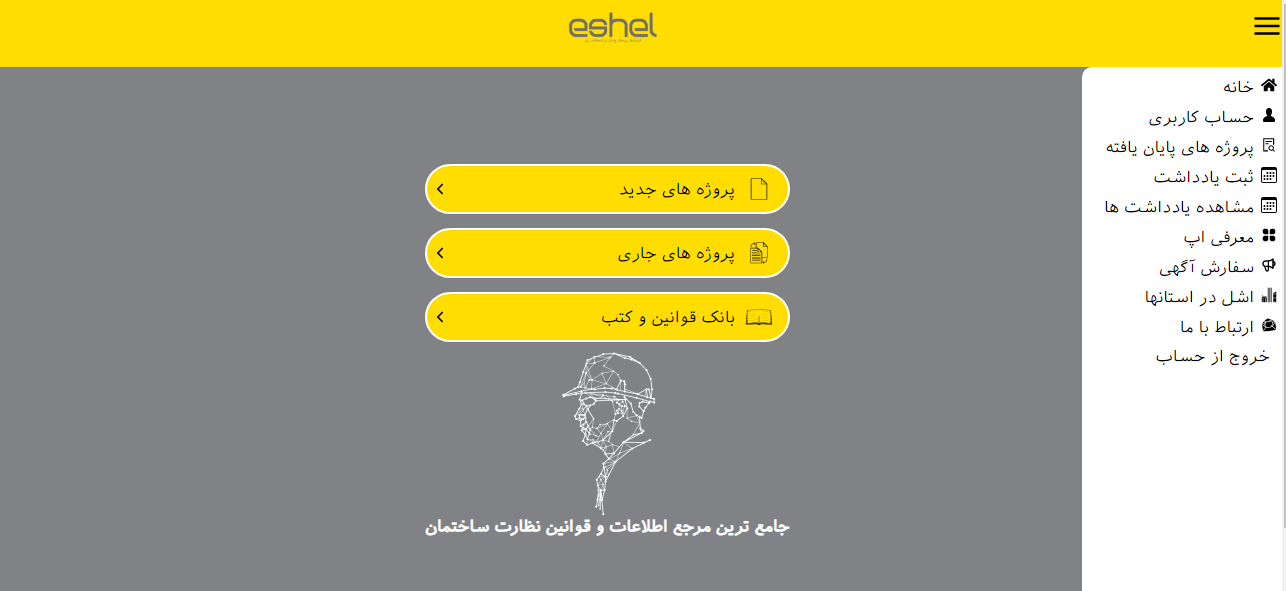 eshel
خانه
حساب کاربری
پروژه های پایان یافته
ثبت یادداشت
مشاهده یادداشت ها
معرفی اپ
سفارش آگهی
اشل در استانها
ارتباط با ما
خروج از حساب
پروژه های جدید
پروژه های جاری
بانک قوانین و کتب
جامع ترین مرجع اطلاعات و قوانین نظارت ساختمان